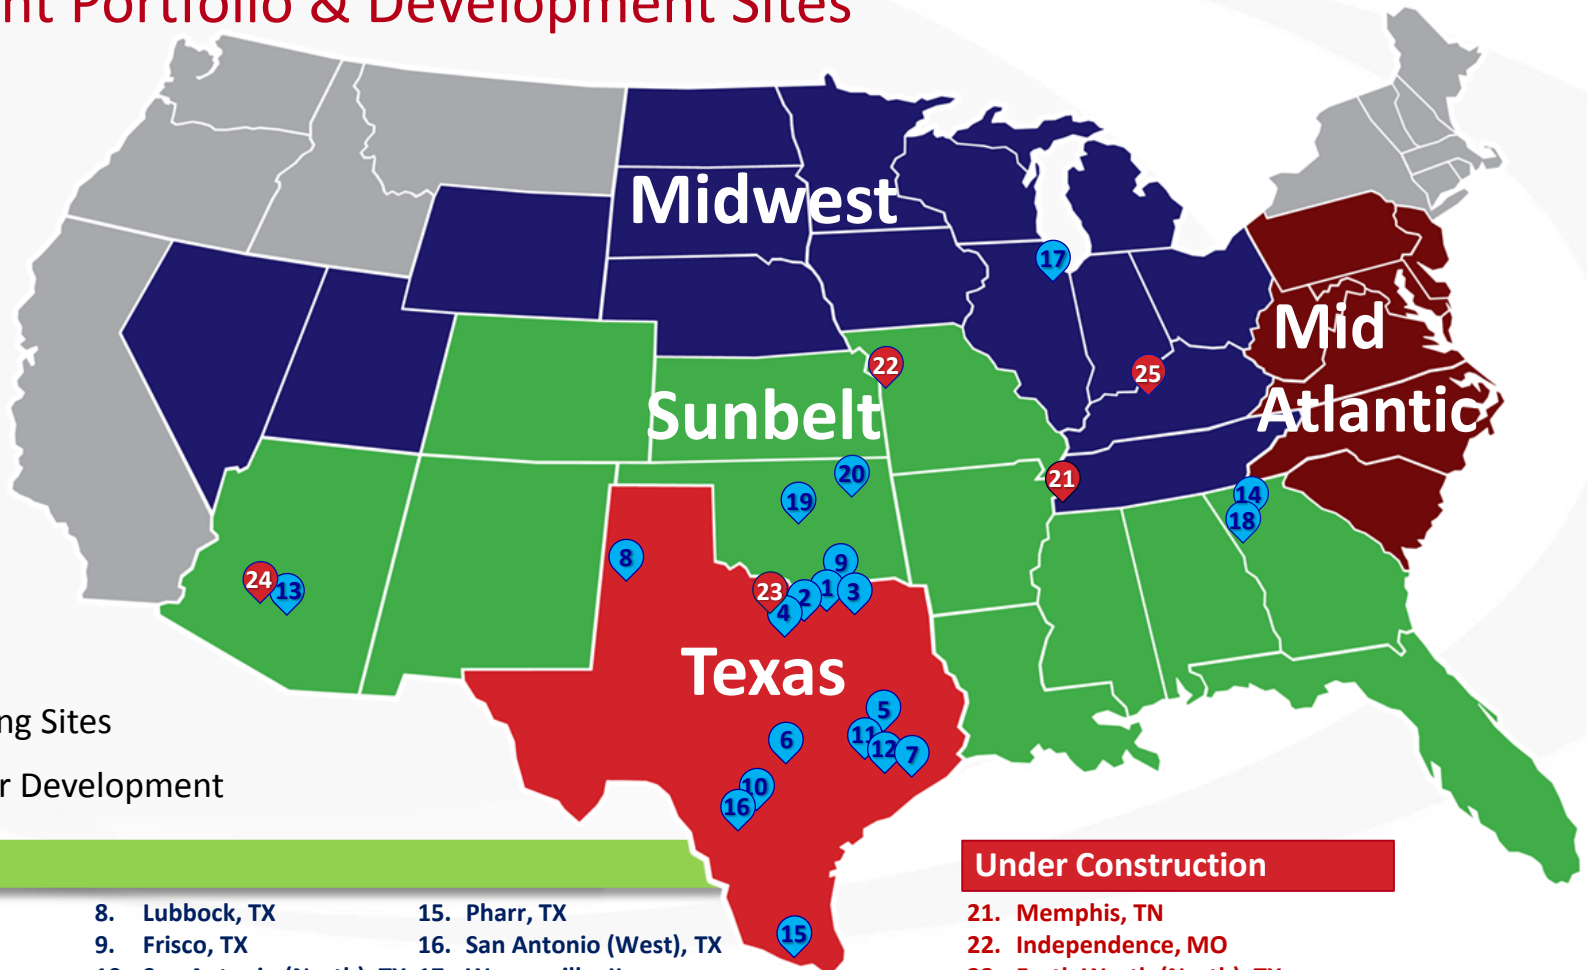 nt Portfolio & Development Sites
Midwest
17
Mid
Atlantic
22
25
Sunbelt
20
21
19
14
18
8
9
24
13
23
2
1
3
4
Texas
5
6
11
12
7
10
16
15
ng Sites
r Development
Under Construction
8. Lubbock, TX
9. Frisco, TX
15. Pharr, TX
16. San Antonio (West), TX
21. Memphis, TN
22. Independence, MO